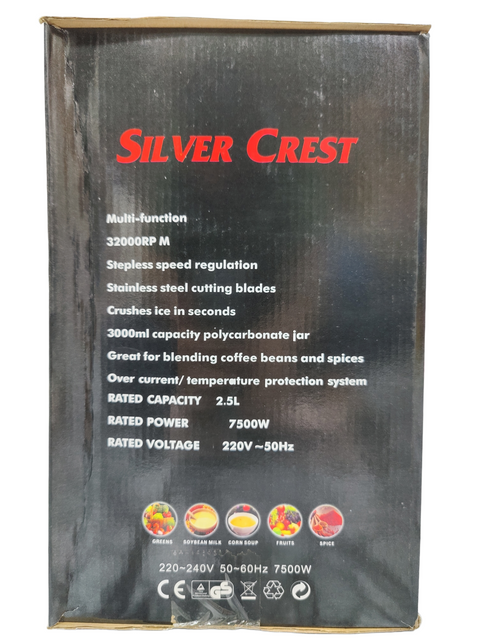 SILVER CREST
Multi-function
32000RP M
Stepless speed regulation
Stainless steel cutting blades
Crushes ice in seconds
3000ml capacity polycarbonate jar
Great for blending coffee beans and spices
Over current/ temperature protection system
RATED CAPACITY 2.5L
RATED POWER 7500W
RATED VOLTAGE 220V~50Hz
GREENS SOYBEAN MILK CORN SOUP FRUITS SPICE
220~240V 50~60Hz 7500W
CE